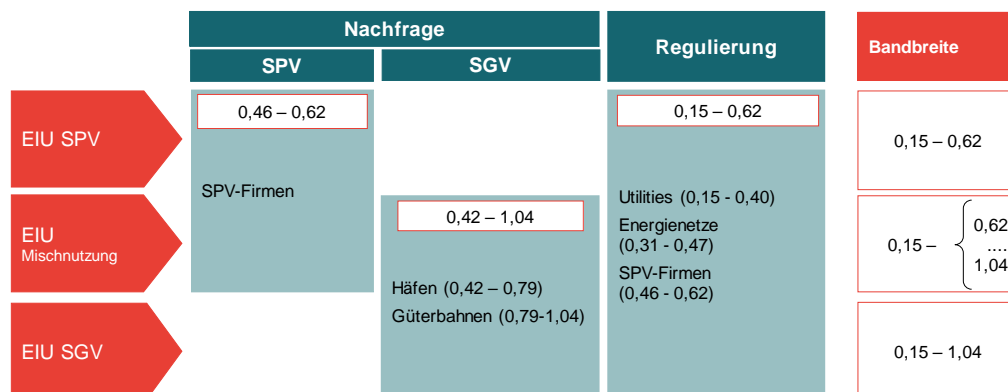 Nachfrage
SPV
SGV
Regulierung
Bandbreite
EIU SPV
0,46 – 0,62
SPV-Firmen
0,15 – 0,62
0,15 – 0,62
EIU
Mischnutzung
0,42 – 1,04
Häfen (0,42 – 0,79)
Güterbahnen (0,79-1,04)
Utilities (0,15 - 0,40)
Energienetze
(0,31 - 0,47)
SPV-Firmen
(0,46 - 0,62)
0,15 –
0,62
....
1,04
EIU SGV
0,15 – 1,04